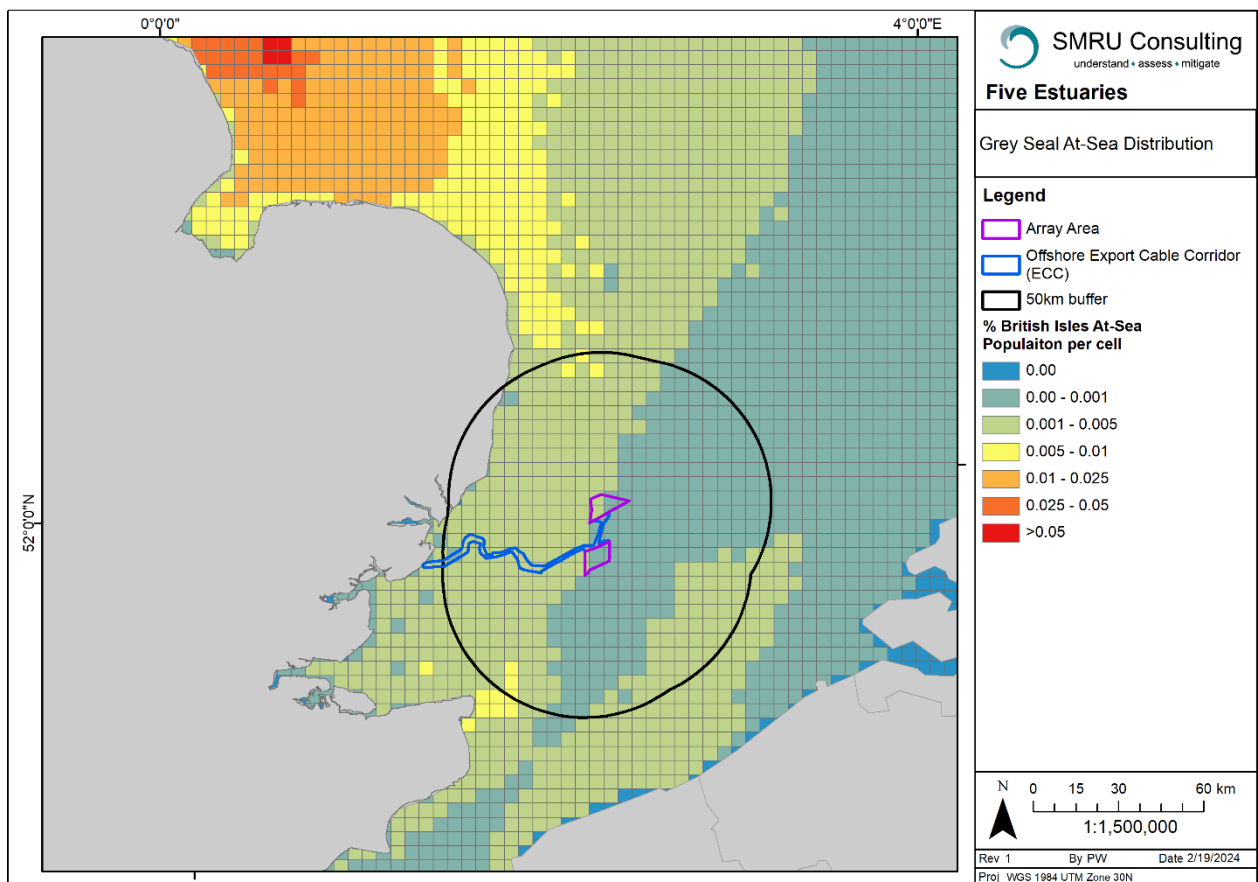 0°0'0"
4°0'0"E
52°0'0"N
SMRU Consulting
understand • assess • mitigate
Five Estuaries
Grey Seal At-Sea Distribution
Legend
Array Area
Offshore Export Cable Corridor
(ECC)
50km buffer
% British Isles At-Sea
Populaiton per cell
0.00
0.00 - 0.001
0.001 - 0.005
0.005 - 0.01
0.01 - 0.025
0.025 - 0.05
>0.05
N
0 15 30 60 km
1:1,500,000
Rev 1 By PW Date 2/19/2024
Proj WGS 1984 UTM Zone 30N